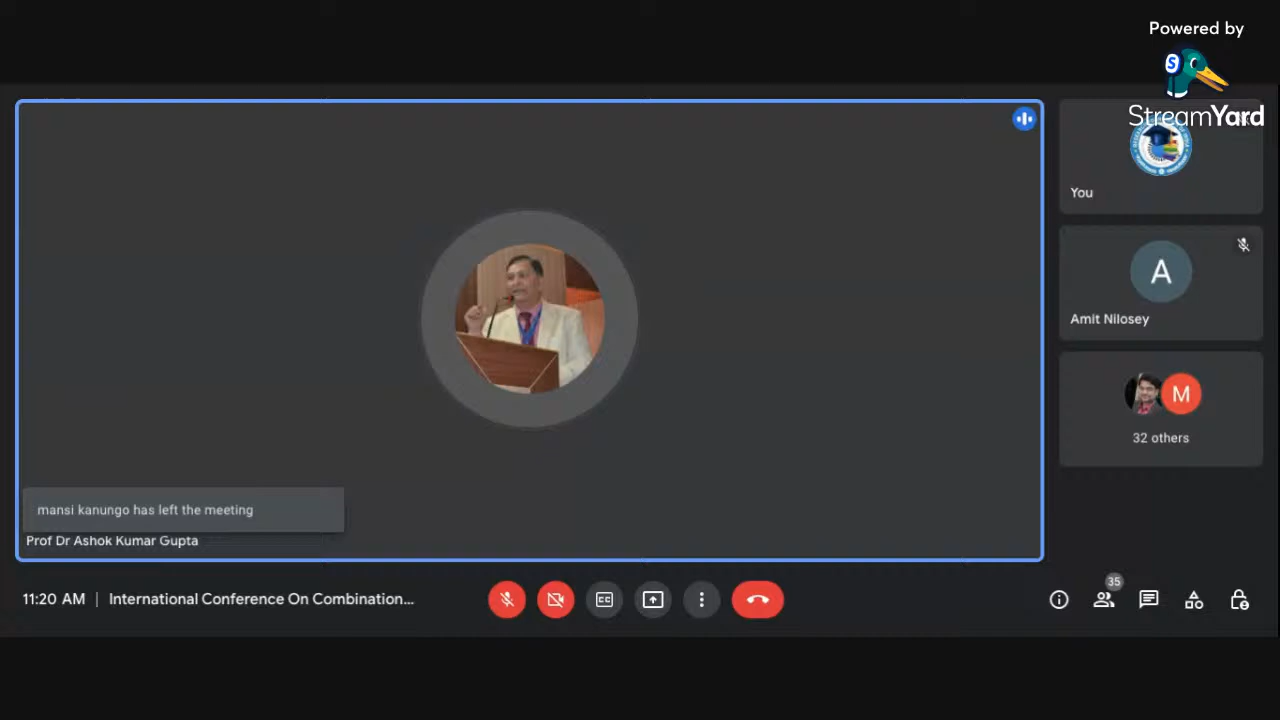 Powered by
S
StreamYard
You
A
Amit Nilosey
M
32 others
mansi kanungo has left the meeting
Prof Dr Ashok Kumar Gupta
11:20 AM | International Conference On Combination...
CC
35